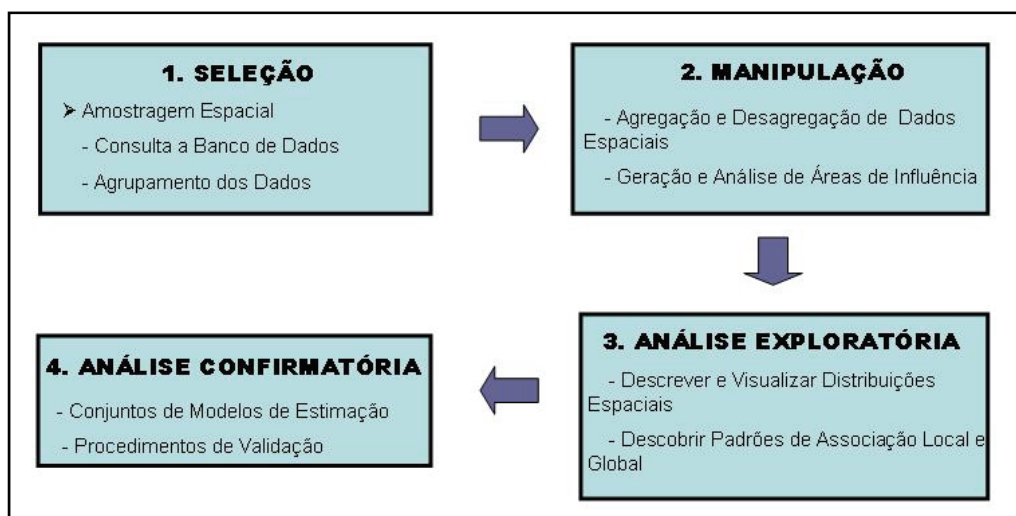 1. SELEÇÃO
➤ Amostragem Espacial
- Consulta a Banco de Dados
- Agrupamento dos Dados
2. MANIPULAÇÃO
- Agregação e Desagregação de Dados
Espaciais
- Geração e Análise de Áreas de Influência
3. ANÁLISE EXPLORATÓRIA
- Descrever e Visualizar Distribuições
Espaciais
- Descobrir Padrões de Associação Local e
Global
4. ANÁLISE CONFIRMATÓRIA
- Conjuntos de Modelos de Estimação
- Procedimentos de Validação